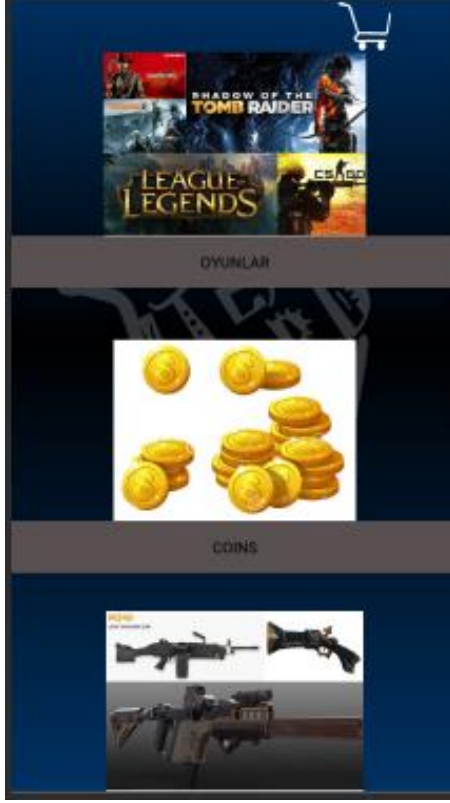 SHADOW OF THE
TOMB RAIDER
LEAGUE
LEGENDS
CS GO
OYUNLAR
COINS